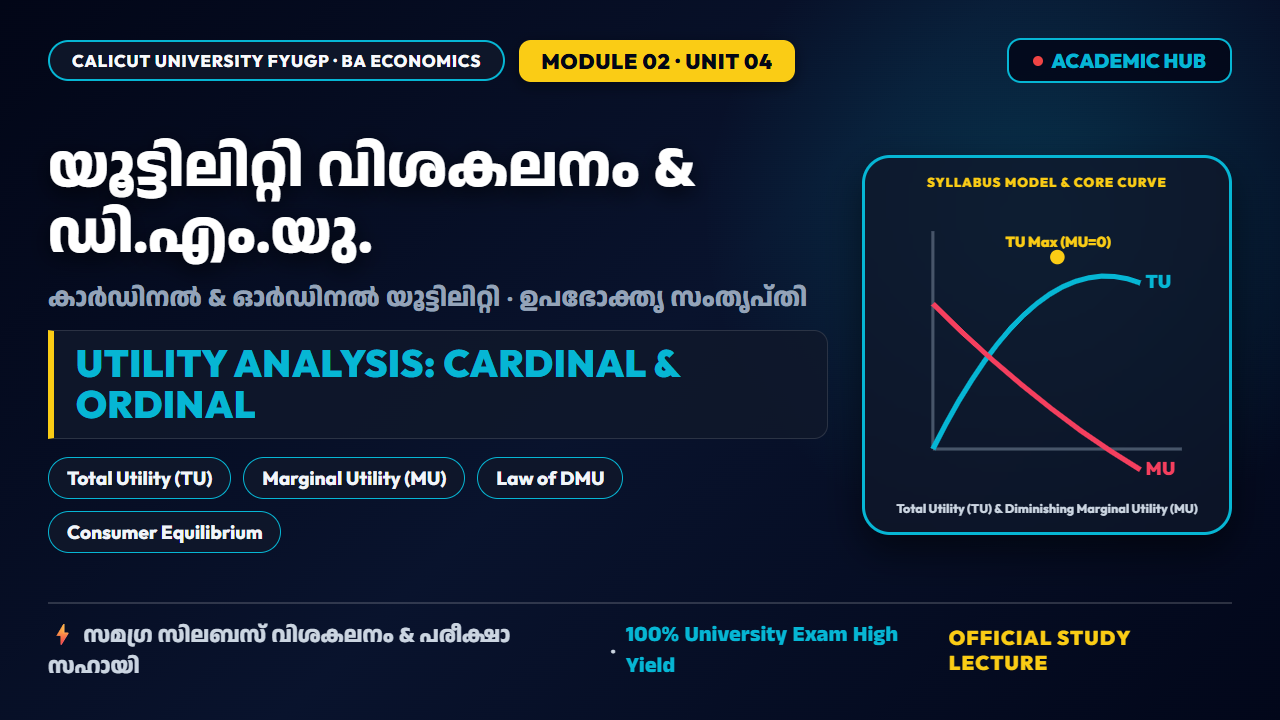 CALICUT UNIVERSITY FYUGP · BA ECONOMICS
MODULE 02 · UNIT 04
ACADEMIC HUB
യൂട്ടിലിറ്റി വിശകലനം &
ഡി.എം.യു.
കാർഡിനൽ & ഓർഡിനൽ യൂട്ടിലിറ്റി · ഉപഭോക്തൃ സംതൃപ്തി
UTILITY ANALYSIS: CARDINAL &
ORDINAL
Total Utility (TU)
Marginal Utility (MU)
Law of DMU
Consumer Equilibrium
SYLLABUS MODEL & CORE CURVE
TU Max (MU=0)
TU
MU
Total Utility (TU) & Diminishing Marginal Utility (MU)
⚡ സമഗ്ര സിലബസ് വിശകലനം & പരീക്ഷാ
സഹായി
· 100% University Exam High
Yield
OFFICIAL STUDY
LECTURE